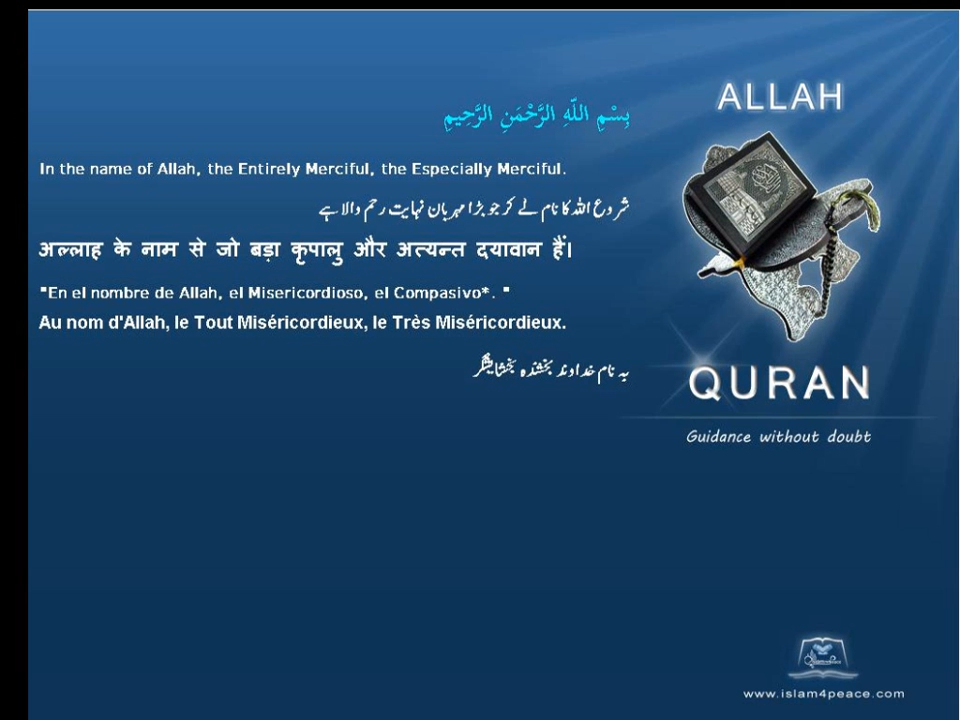 بِسْمِ اللَّهِ الرَّحْمَنِ الرَّحِيمِ
In the name of Allah, the Entirely Merciful, the Especially Merciful.
شروع الله کا نام لے کر جو بڑا مہربان نہایت رحم والا ہے
अल्लाह के नाम से जो बड़ा कृपालु और अत्यन्त दयावान हैं।
"En el nombre de Allah, el Misericordioso, el Compasivo*. "
Au nom d'Allah, le Tout Miséricordieux, le Très Miséricordieux.
به نام خداوند بخشنده بخشایشگر
ALLAH
QURAN
Guidance without doubt
www.islam4peace.com